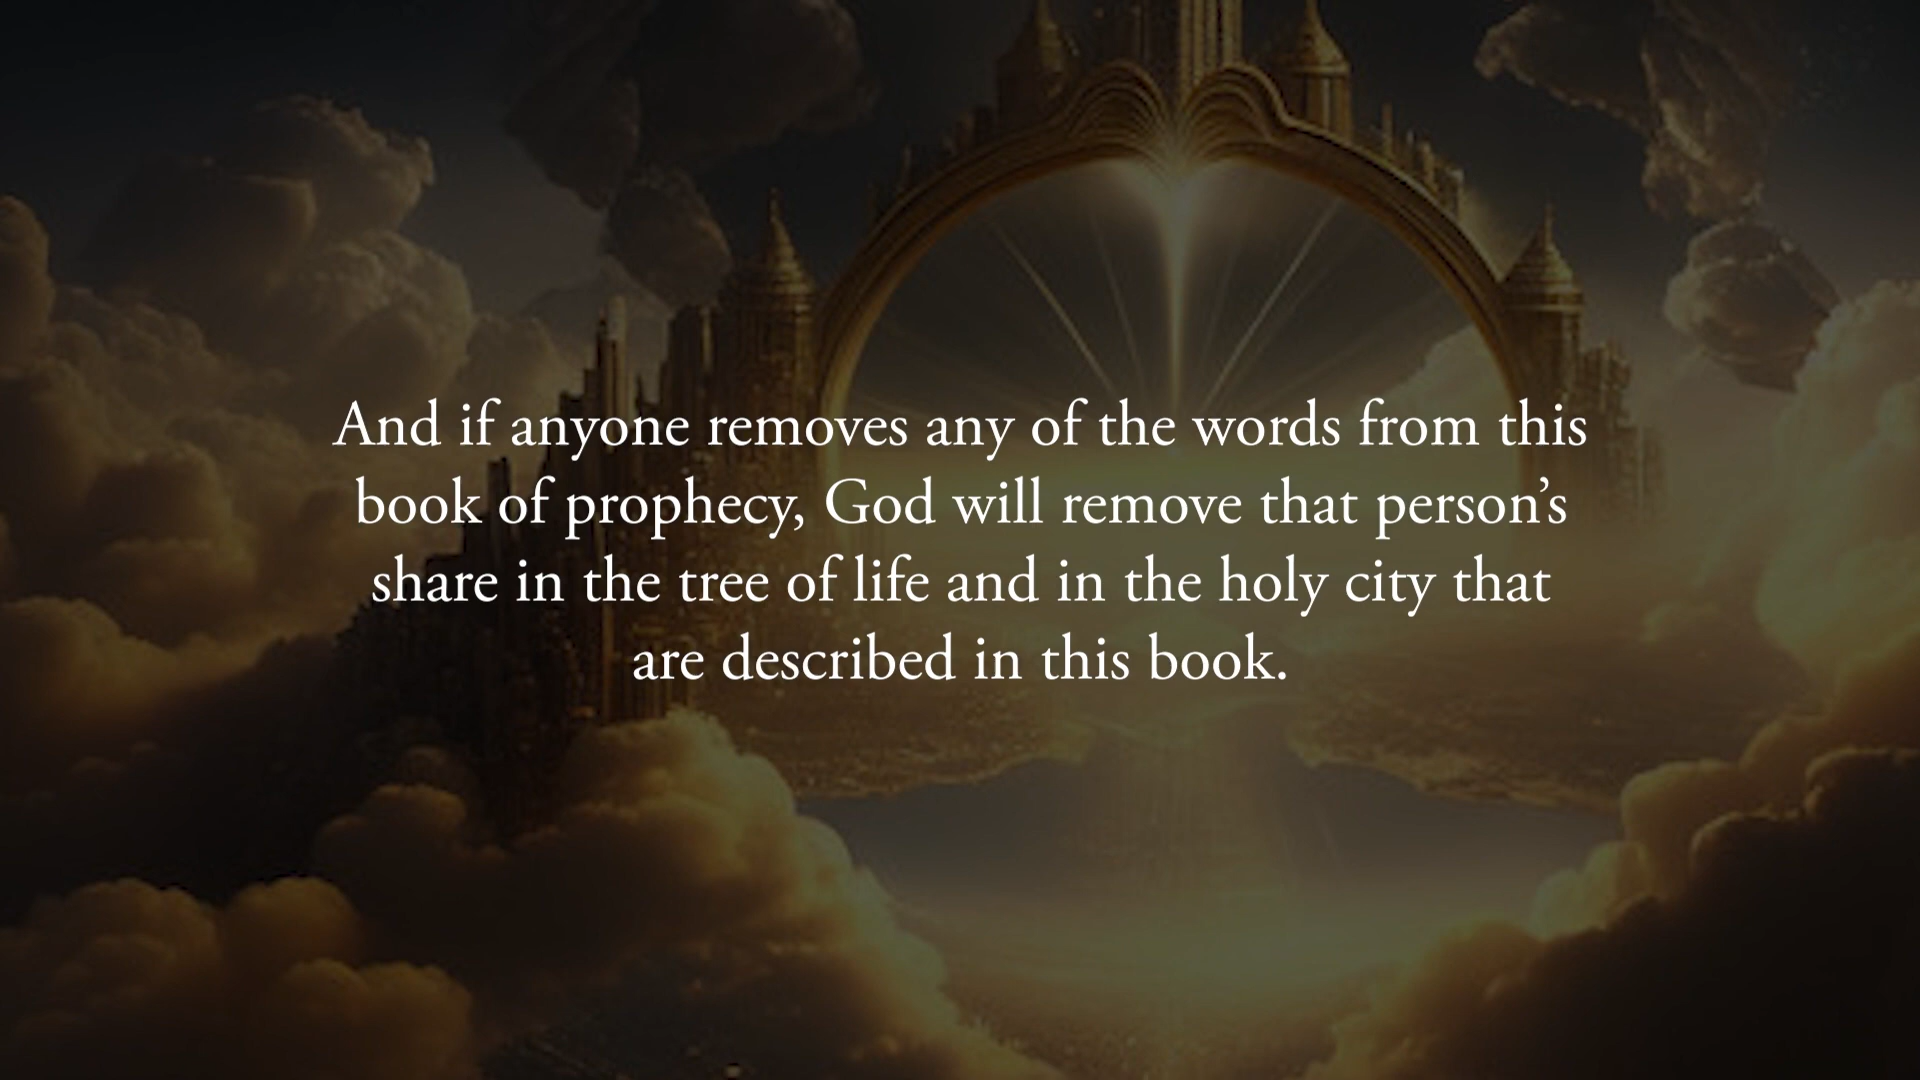 And if anyone removes any of the words from this
book of prophecy, God will remove that person’s
share in the tree of life and in the holy city that
are described in this book.